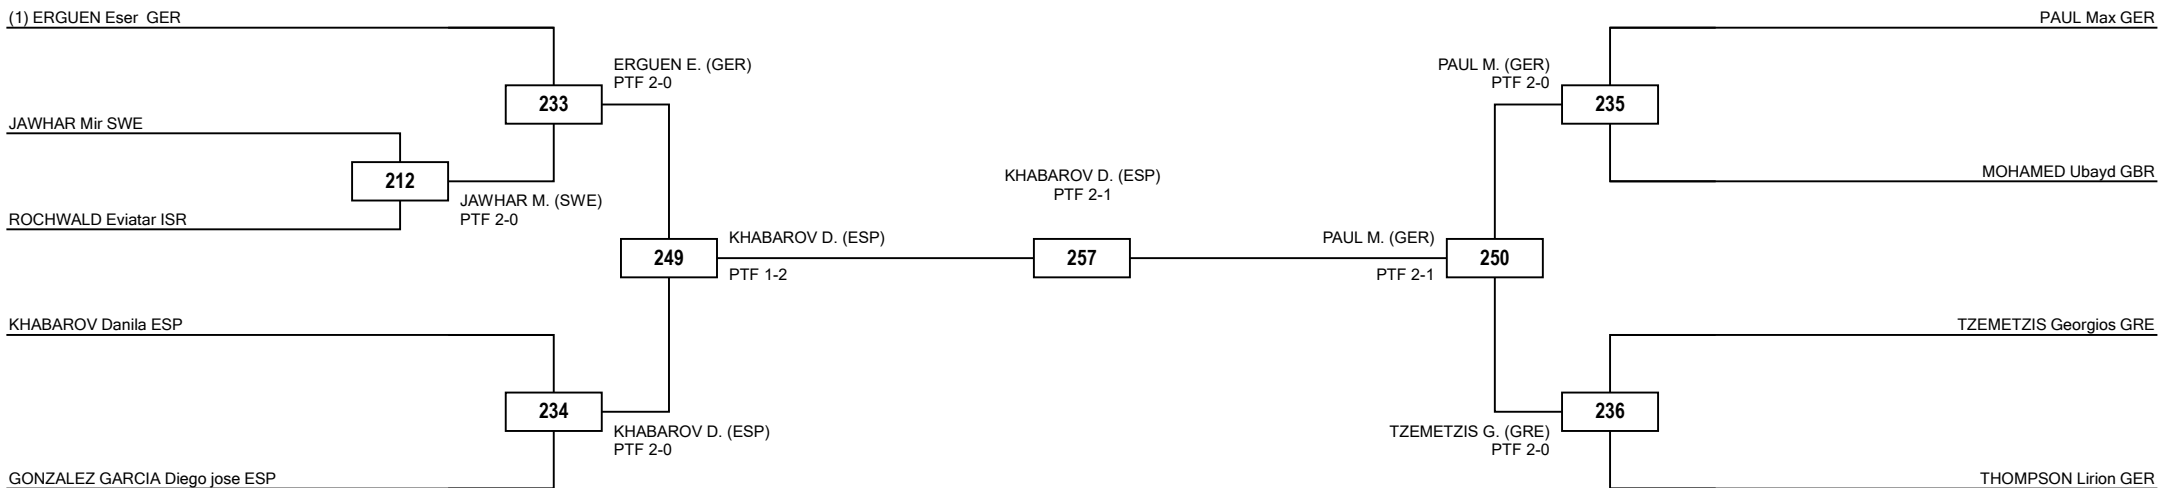 (1) ERGUEN Eser GER
PAUL Max GER
ERGUEN E. (GER)
PTF 2-0
PAUL M. (GER)
PTF 2-0
233
235
JAWHAR Mir SWE
212
KHABAROV D. (ESP)
PTF 2-1
MOHAMED Ubayd GBR
JAWHAR M. (SWE)
PTF 2-0
ROCHWALD Eviatar ISR
249
KHABAROV D. (ESP)
PTF 1-2
257
PAUL M. (GER)
PTF 2-1
250
KHABAROV Danila ESP
TZEMETZIS Georgios GRE
234
236
KHABAROV D. (ESP)
PTF 2-0
TZEMETZIS G. (GRE)
PTF 2-0
GONZALEZ GARCIA Diego jose ESP
THOMPSON Lirion GER